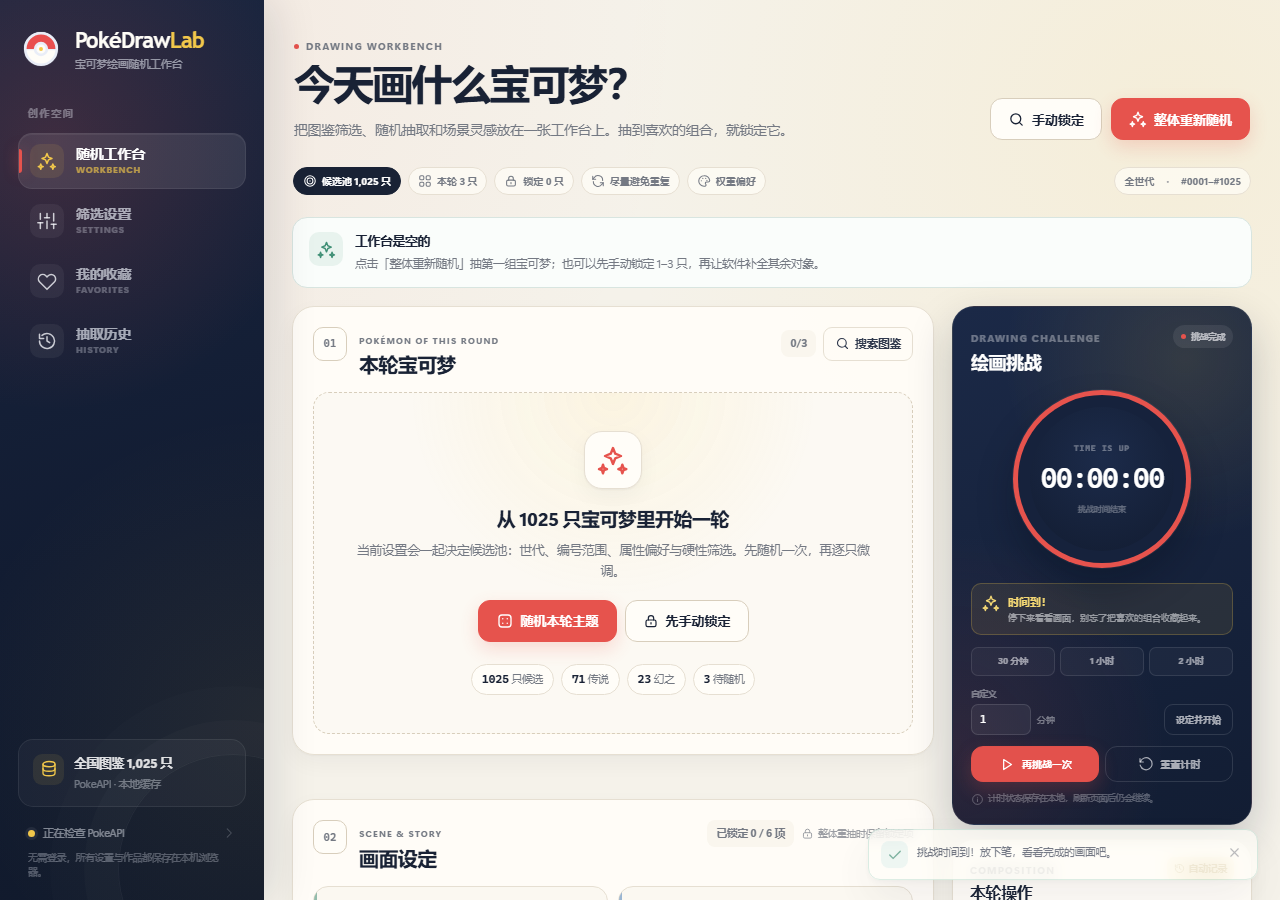 PokéDrawLab
宝可梦绘画随机工作台
创作空间
随机工作台
WORKBENCH
筛选设置
SETTINGS
我的收藏
FAVORITES
抽取历史
HISTORY
全国图鉴 1,025 只
PokeAPI · 本地缓存
正在检查 PokeAPI
无需登录，所有设置与作品都保存在本机浏览
器。
DRAWING WORKBENCH
今天画什么宝可梦？
把图鉴筛选、随机抽取和场景灵感放在一张工作台上。抽到喜欢的组合，就锁定它。
手动锁定
整体重新随机
候选池 1,025 只
本轮 3 只
锁定 0 只
尽量避免重复
权重偏好
全世代 · #0001–#1025
工作台是空的
点击「整体重新随机」抽第一组宝可梦；也可以先手动锁定 1–3 只，再让软件补全其余对象。
01
POKÉMON OF THIS ROUND
本轮宝可梦
0/3
搜索图鉴
从 1025 只宝可梦里开始一轮
当前设置会一起决定候选池：世代、编号范围、属性偏好与硬性筛选。先随机一次，再逐只微
调。
随机本轮主题
先手动锁定
1025 只候选
71 传说
23 幻之
3 待随机
02
SCENE & STORY
画面设定
已锁定 0 / 6 项
整体重抽时保
DRAWING CHALLENGE
绘画挑战
挑战完成
TIME IS UP
00:00:00
挑战时间结束
时间到！
停下来看看画面，别忘了把喜欢的组合收藏起来。
30 分钟
1 小时
2 小时
自定义
1
分钟
设定并开始
再挑战一次
重置计时
计时状态保存在本地，刷新页面后仍会继续。
挑战时间到！放下笔，看看完成的画面吧。
COMPOSITION
自动记录
本轮操作